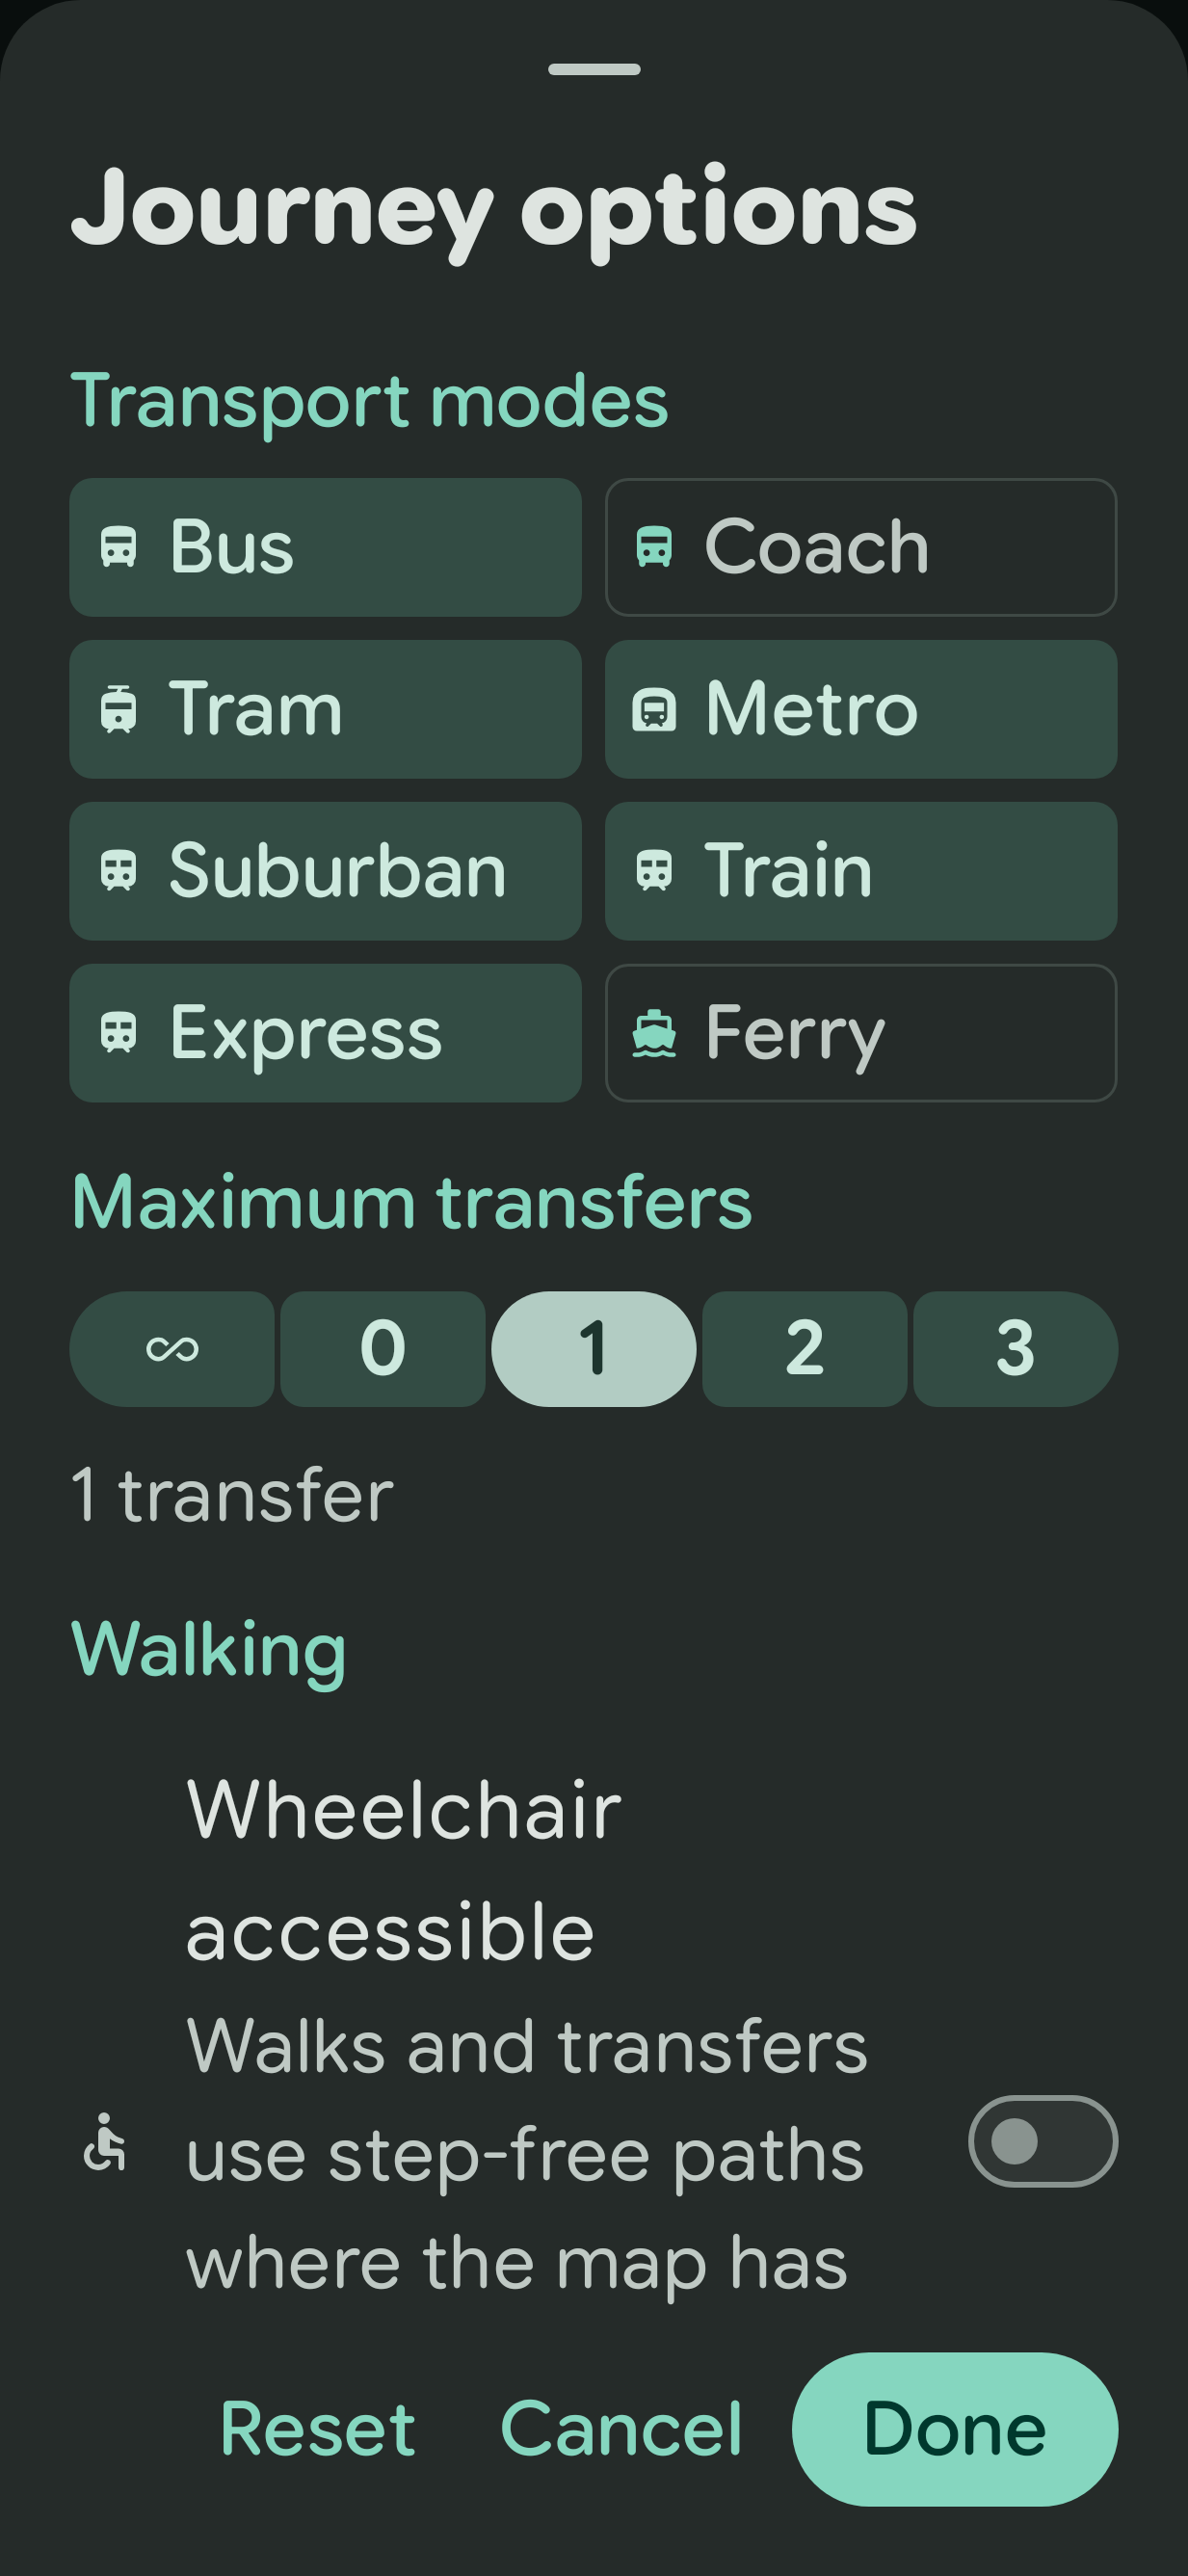 Journey options
Transport modes
Bus
Coach
Tram
Metro
Suburban
Train
Express
Ferry
Maximum transfers
∞ 0 1 2 3
1 transfer
Walking
Wheelchair
accessible
Walks and transfers
use step-free paths
where the map has
Reset Cancel Done